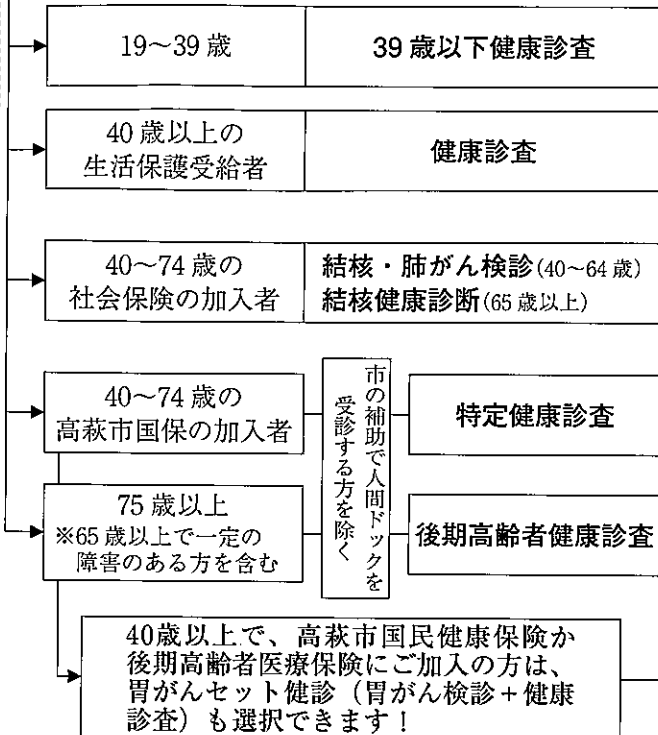 19～39歳
39歳以下健康診査
40歳以上の
生活保護受給者
健康診査
40～74歳の
社会保険の加入者
結核・肺がん検診(40～64歳)
結核健康診断(65歳以上)
40～74歳の
高萩市国保の加入者
市の補助で人間ドックを
受診する方を除く
特定健康診査
75歳以上
※65歳以上で一定の
障害のある方を含む
後期高齢者健康診査
40歳以上で、高萩市国民健康保険か
後期高齢者医療保険にご加入の方は、
胃がんセット健診（胃がん検診＋健康
診査）も選択できます！